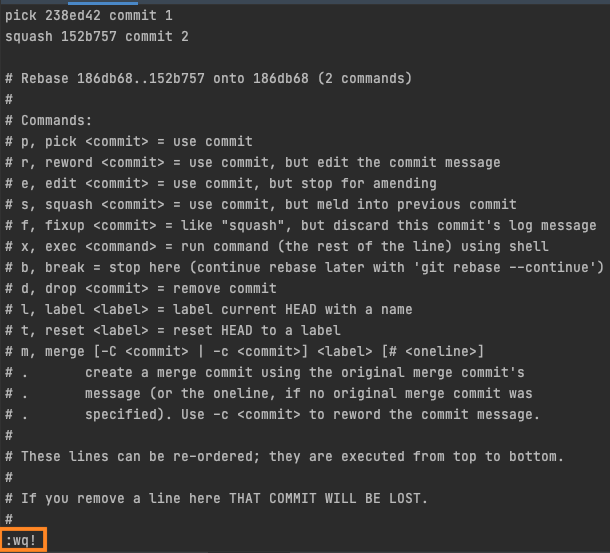 pick 238ed42 commit 1
squash 152b757 commit 2

# Rebase 186db68..152b757 onto 186db68 (2 commands)
#
# Commands:
# p, pick <commit> = use commit
# r, reword <commit> = use commit, but edit the commit message
# e, edit <commit> = use commit, but stop for amending
# s, squash <commit> = use commit, but meld into previous commit
# f, fixup <commit> = like "squash", but discard this commit's log message
# x, exec <command> = run command (the rest of the line) using shell
# b, break = stop here (continue rebase later with 'git rebase --continue')
# d, drop <commit> = remove commit
# l, label <label> = label current HEAD with a name
# t, reset <label> = reset HEAD to a label
# m, merge [-C <commit> | -c <commit>] <label> [# <oneline>]
# .       create a merge commit using the original merge commit's
# .       message (or the oneline, if no original merge commit was
# .       specified). Use -c <commit> to reword the commit message.
#
# These lines can be re-ordered; they are executed from top to bottom.
#
# If you remove a line here THAT COMMIT WILL BE LOST.
#
:wq!